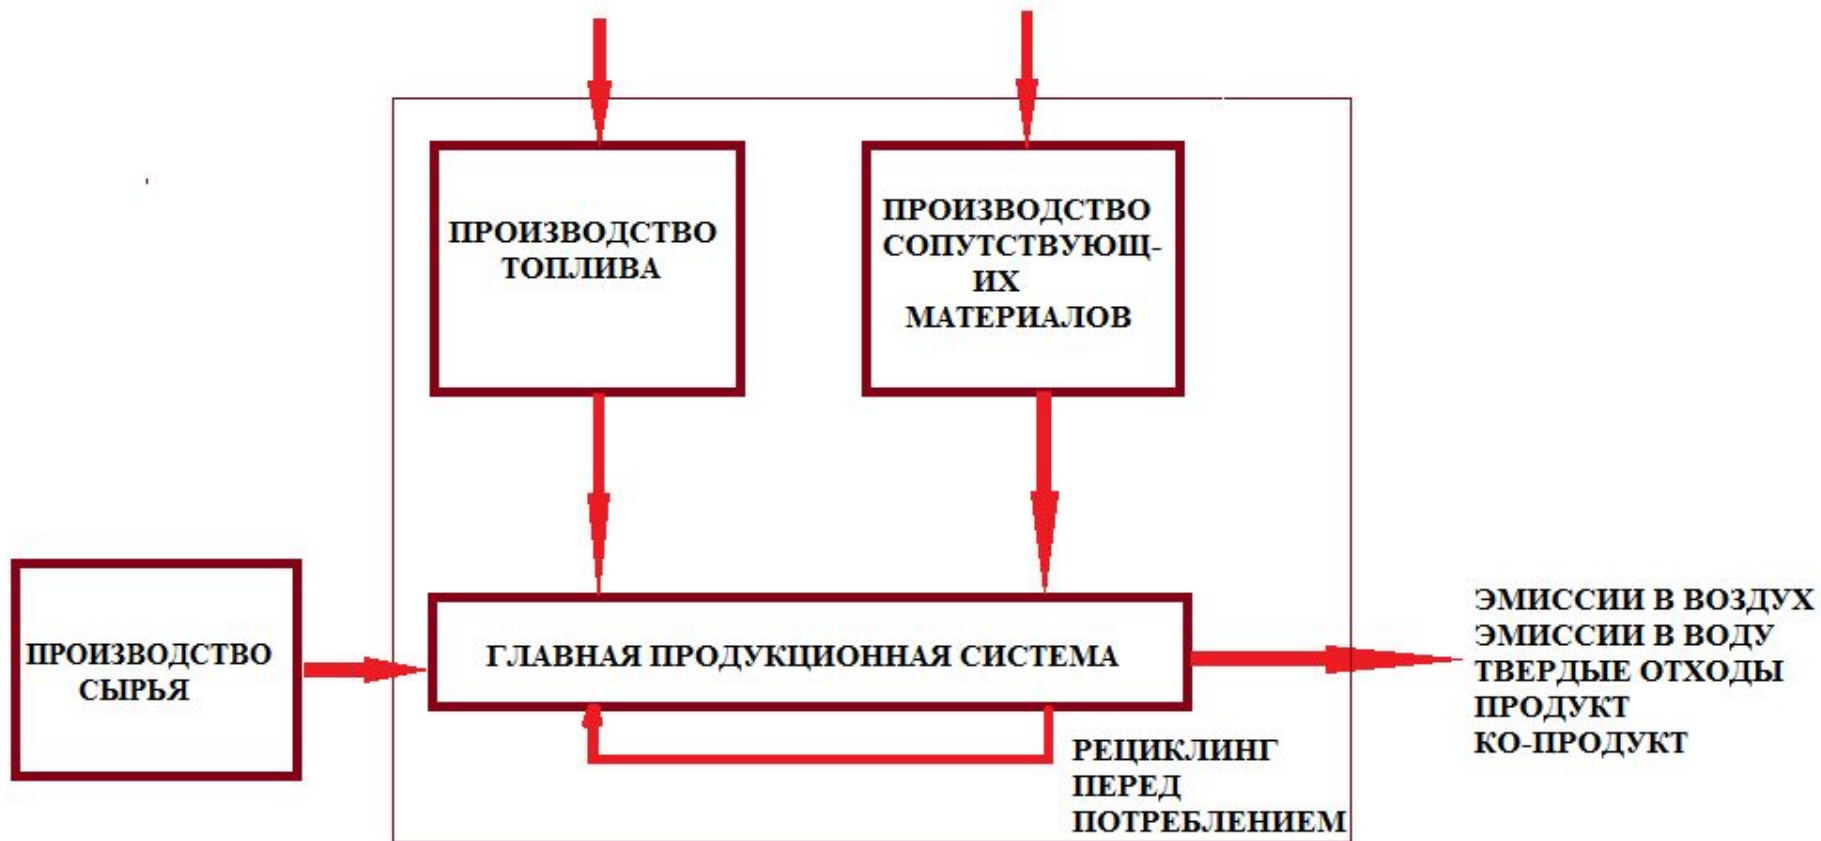 ПРОИЗВОДСТВО
ТОПЛИВА
ПРОИЗВОДСТВО
СОПУТСТВУЮЩ-
ИХ
МАТЕРИАЛОВ
ПРОИЗВОДСТВО
СЫРЬЯ
ГЛАВНАЯ ПРОДУКЦИОННАЯ СИСТЕМА
ЭМИССИИ В ВОЗДУХ
ЭМИССИИ В ВОДУ
ТВЕРДЫЕ ОТХОДЫ
ПРОДУКТ
КО-ПРОДУКТ
РЕЦИКЛИНГ
ПЕРЕД
ПОТРЕБЛЕНИЕМ